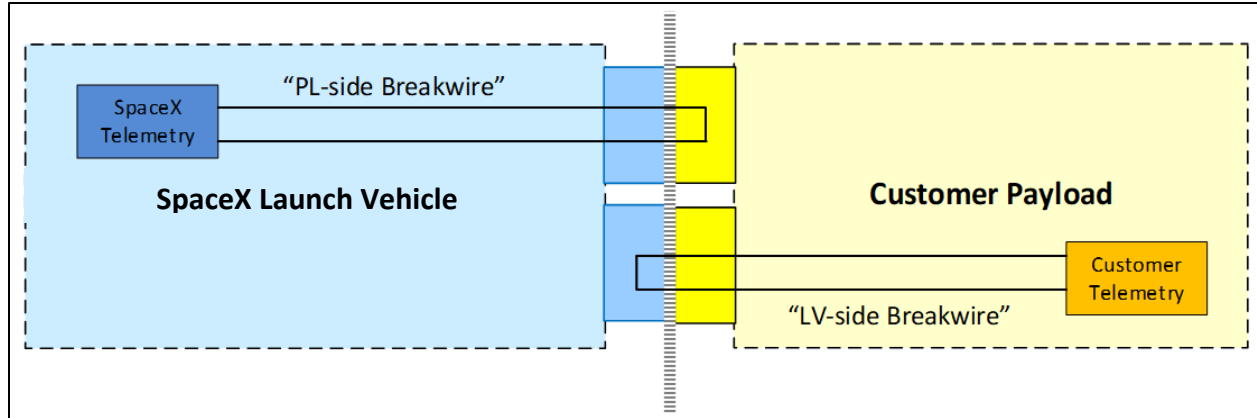 “PL-side Breakwire”
SpaceX
Telemetry
SpaceX Launch Vehicle
Customer Payload
Customer
Telemetry
“LV-side Breakwire”